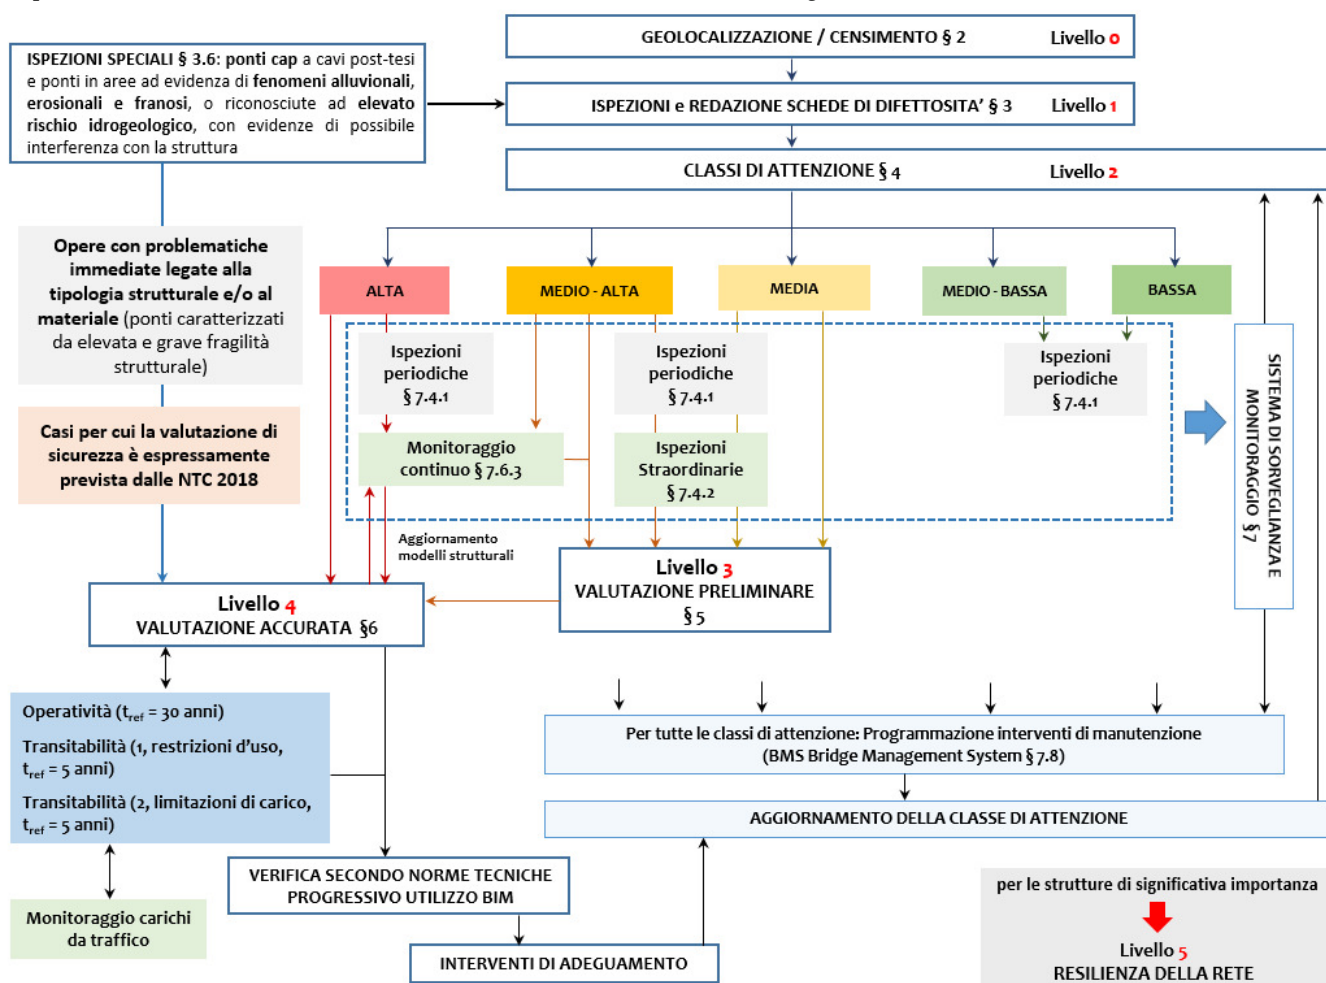 GEOLOCALIZZAZIONE / CENSIMENTO § 2 Livello 0
ISPEZIONI SPECIALI § 3.6: ponti cap a cavi post-tesi
e ponti in aree ad evidenza di fenomeni alluvionali,
erosionali e franosi, o riconosciute ad elevato
rischio idrogeologico, con evidenze di possibile
interferenza con la struttura
ISPEZIONI e REDAZIONE SCHEDE DI DIFETTOSITA’ § 3 Livello 1
CLASSI DI ATTENZIONE § 4 Livello 2
Opere con problematiche
immediate legate alla
tipologia strutturale e/o al
materiale (ponti caratterizzati
da elevata e grave fragilità
strutturale)
ALTA
MEDIO - ALTA
MEDIA
MEDIO - BASSA
BASSA
Ispezioni
periodiche
§ 7.4.1
Ispezioni
periodiche
§ 7.4.1
Ispezioni
periodiche
§ 7.4.1
SISTEMA DI SORVEGLIANZA E
MONITORAGGIO §7
Casi per cui la valutazione di
sicurezza è espressamente
prevista dalle NTC 2018
Monitoraggio
continuo § 7.6.3
Ispezioni
Straordinarie
§ 7.4.2
Aggiornamento
modelli strutturali
Livello 3
VALUTAZIONE PRELIMINARE
§ 5
Livello 4
VALUTAZIONE ACCURATA §6
Operatività (tref = 30 anni)
Transitabilità (1, restrizioni d’uso,
tref = 5 anni)
Transitabilità (2, limitazioni di carico,
tref = 5 anni)
Per tutte le classi di attenzione: Programmazione interventi di manutenzione
(BMS Bridge Management System § 7.8)
AGGIORNAMENTO DELLA CLASSE DI ATTENZIONE
VERIFICA SECONDO NORME TECNICHE
PROGRESSIVO UTILIZZO BIM
Monitoraggio carichi
da traffico
INTERVENTI DI ADEGUAMENTO
per le strutture di significativa importanza
Livello 5
RESILIENZA DELLA RETE